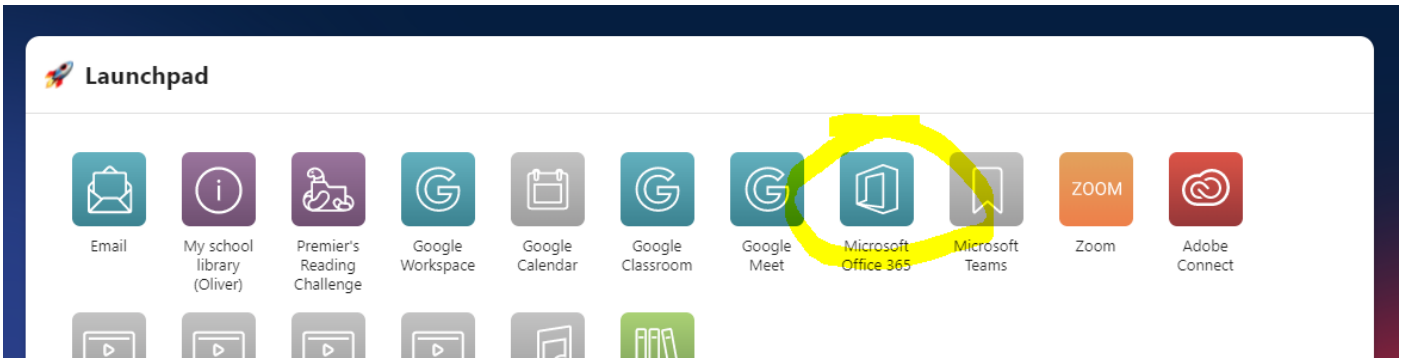 Launchpad
ZOOM
Email
My school
library
(Oliver)
Premier's
Reading
Challenge
Google
Workspace
Google
Calendar
Google
Classroom
Google
Meet
Microsoft
Office 365
Microsoft
Teams
Zoom
Adobe
Connect